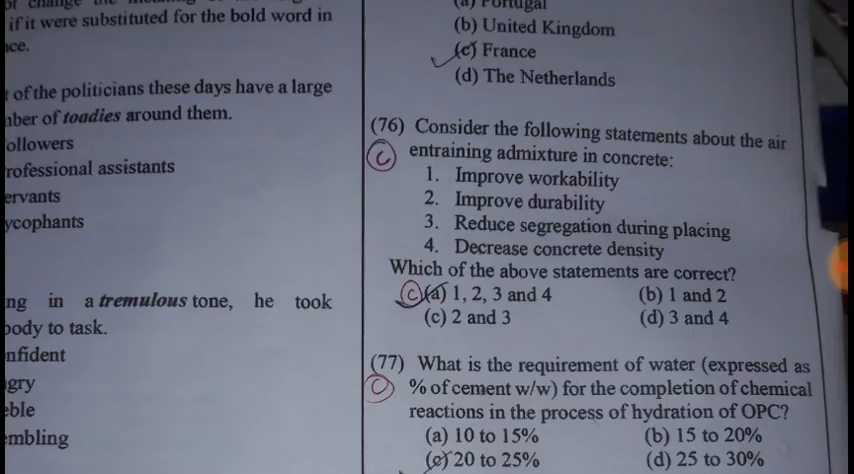 if it were substituted for the bold word in
of the politicians these days have a large
of toadies around them.
ollowers
rofessional assistants
ervants
ycophants
ng in a tremulous tone, he took
body to task.
nfident
gry
eble
mbling
(a) Portugal
(b) United Kingdom
(c) France
(d) The Netherlands
(76) Consider the following statements about the air
entraining admixture in concrete:
1. Improve workability
2. Improve durability
3. Reduce segregation during placing
4. Decrease concrete density
Which of the above statements are correct?
(a) 1, 2, 3 and 4 (b) 1 and 2
(c) 2 and 3 (d) 3 and 4
(77) What is the requirement of water (expressed as
% of cement w/w) for the completion of chemical
reactions in the process of hydration of OPC?
(a) 10 to 15% (b) 15 to 20%
(c) 20 to 25% (d) 25 to 30%